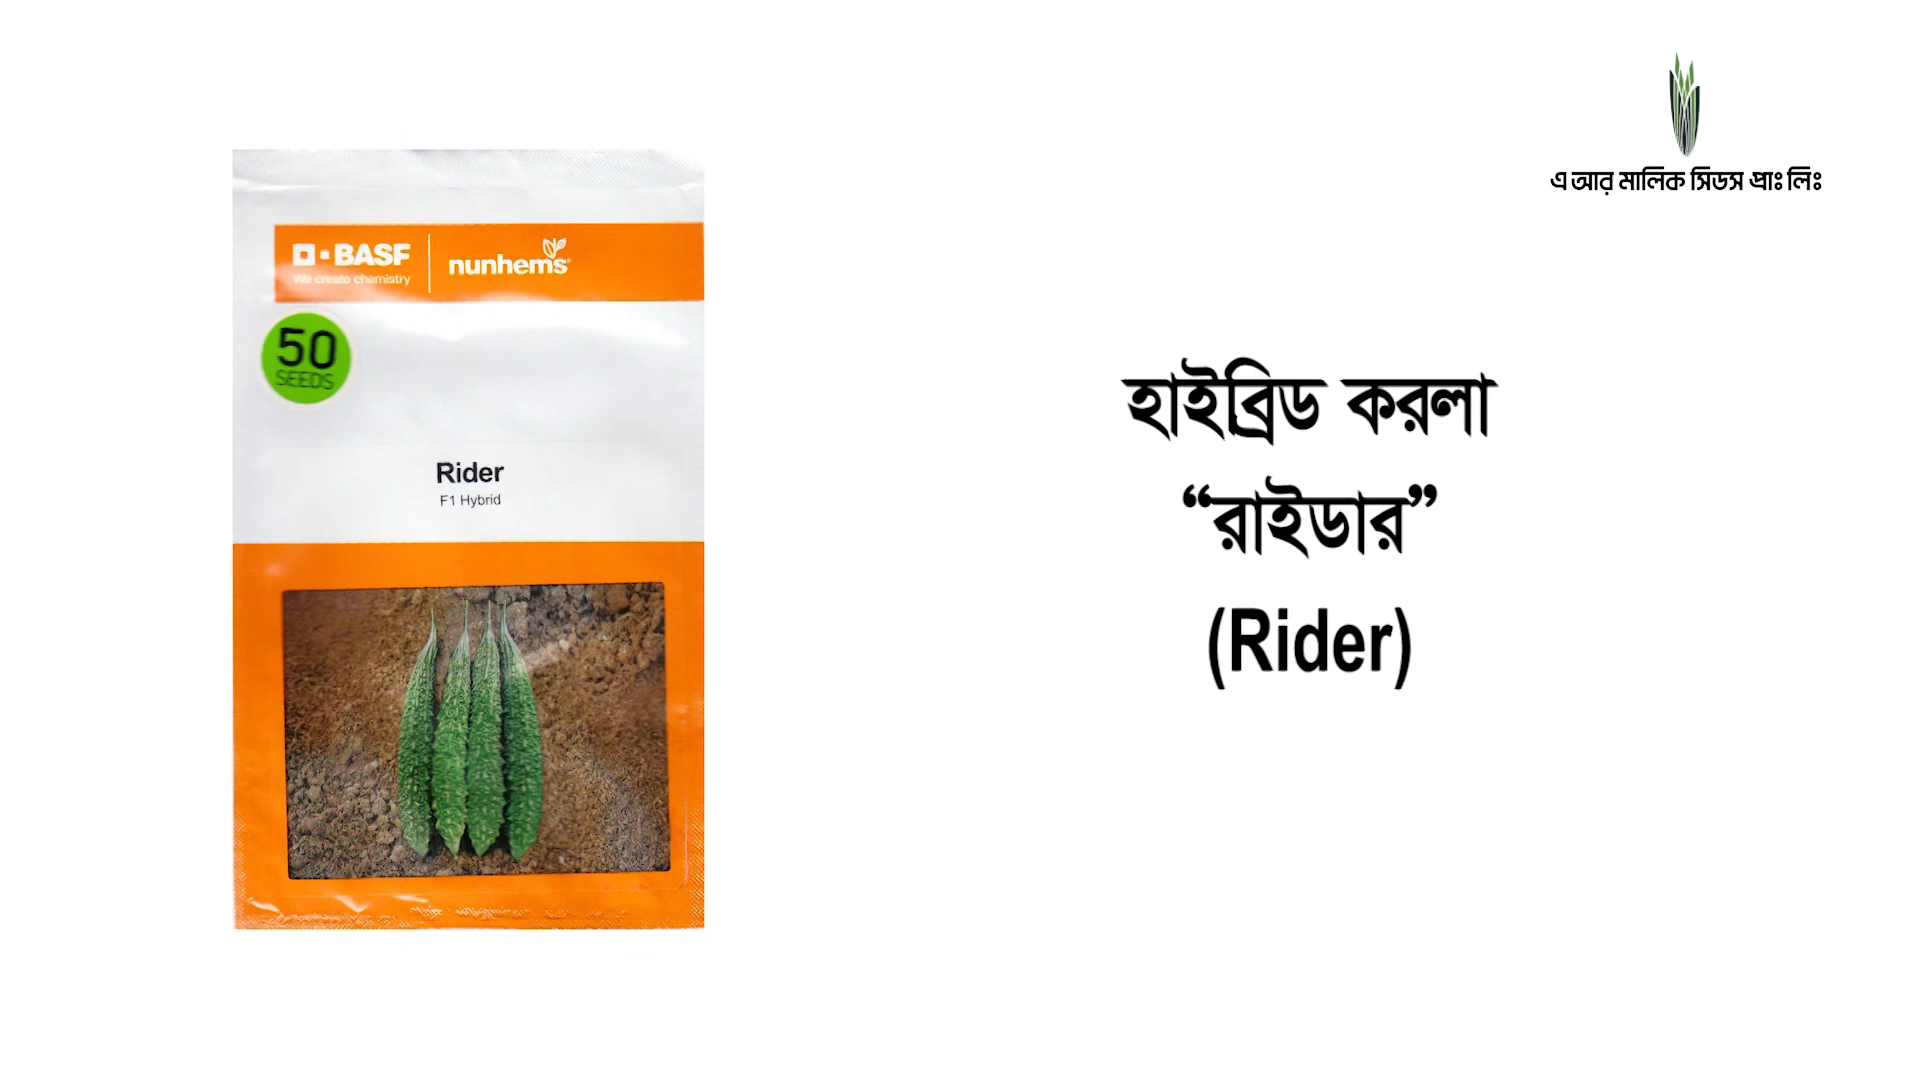 এ আর মালিক সিডস প্রাঃ লিঃ
BASF
We create chemistry
nunhems
50
SEEDS
Rider
F1 Hybrid
হাইব্রিড করলা
“রাইডার”
(Rider)